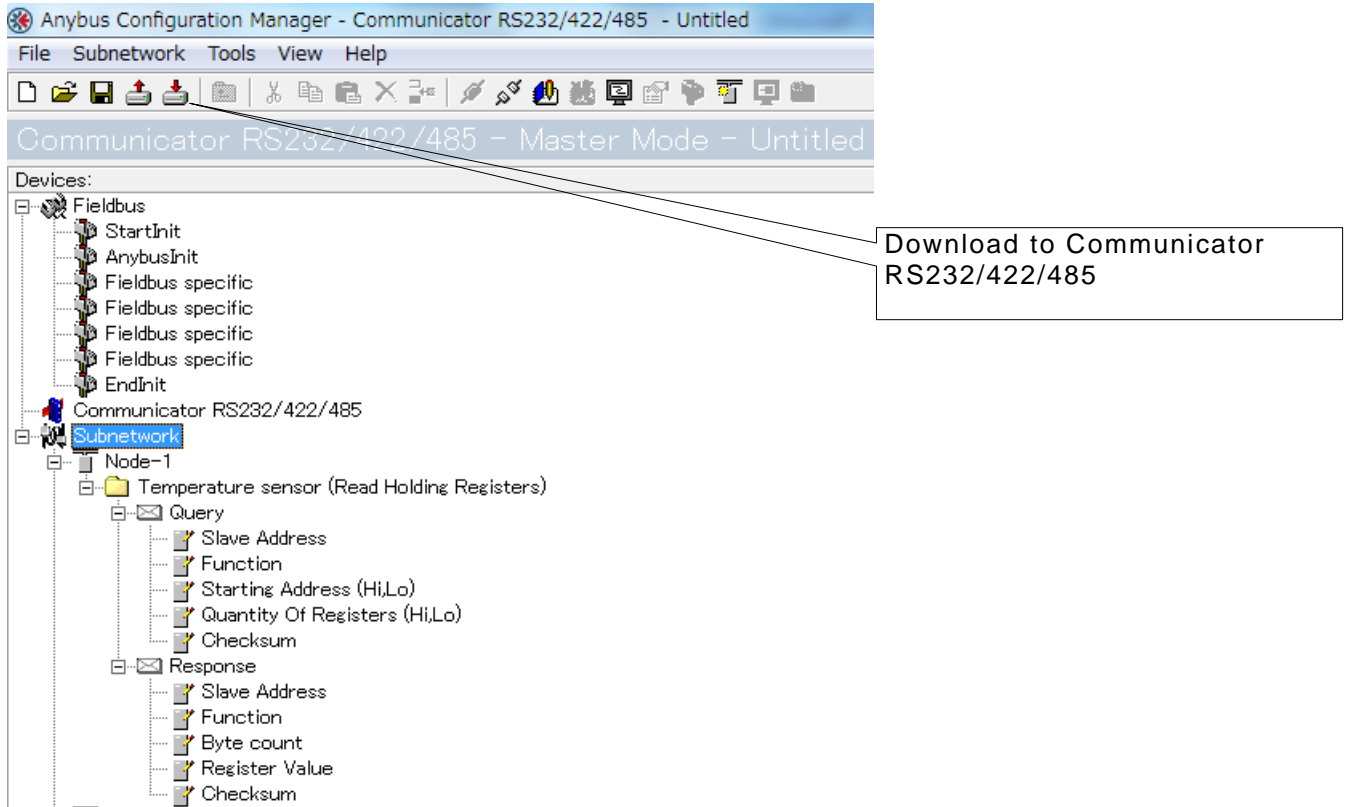 Anybus Configuration Manager - Communicator RS232/422/485 - Untitled
File Subnetwork Tools View Help
Communicator RS232/422/485 - Master Mode - Untitled
Devices:
Fieldbus
StartInit
AnybusInit
Fieldbus specific
Fieldbus specific
Fieldbus specific
Fieldbus specific
EndInit
Communicator RS232/422/485
Subnetwork
Node-1
Temperature sensor (Read Holding Registers)
Query
Slave Address
Function
Starting Address (Hi,Lo)
Quantity Of Registers (Hi,Lo)
Checksum
Response
Slave Address
Function
Byte count
Register Value
Checksum
Download to Communicator
RS232/422/485